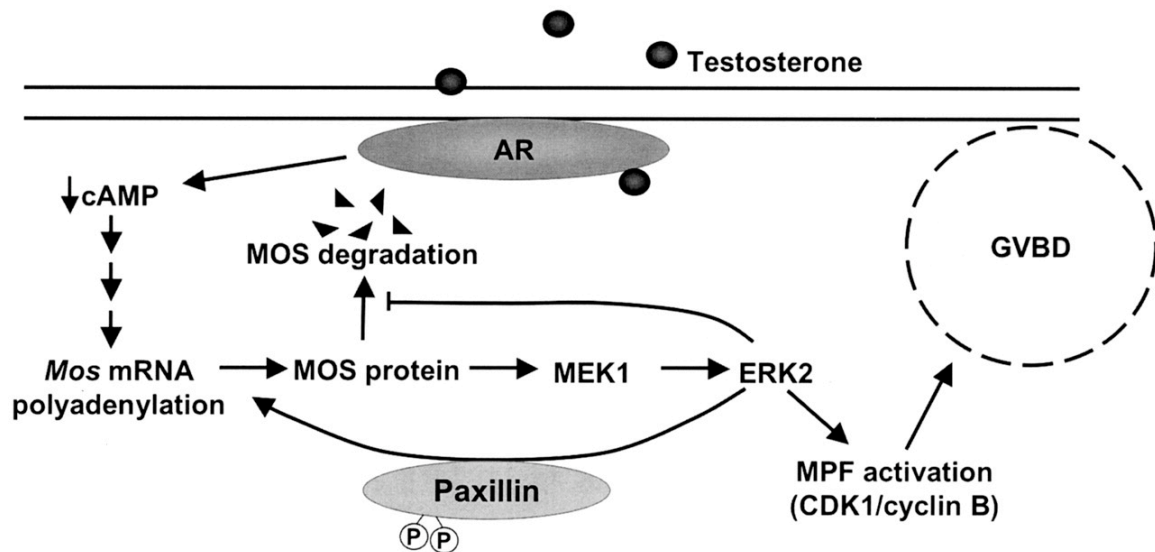 Testosterone
AR
cAMP
GVBD
MOS degradation
Mos mRNA
polyadenylation
MOS protein
MEK1
ERK2
MPF activation
(CDK1/cyclin B)
Paxillin
P P